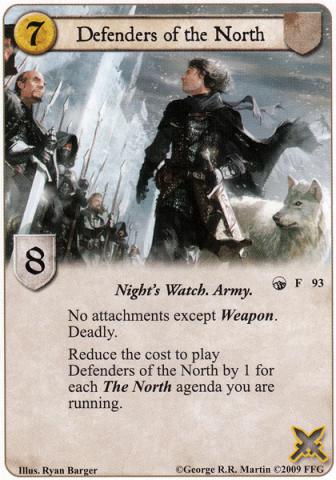 7 Defenders of the North
8
Night's Watch. Army.
F 93
No attachments except Weapon.
Deadly.
Reduce the cost to play
Defenders of the North by 1 for
each The North agenda you are
running.
Illus. Ryan Barger ©George R.R. Martin ©2009 FFG